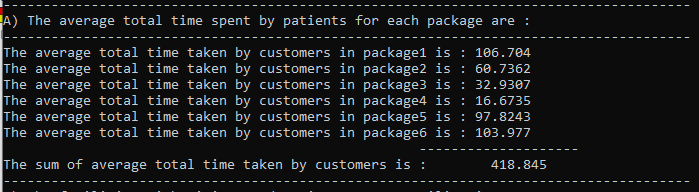 --------------------------------------------------------------------------------------
A) The average total time spent by patients for each package are :
--------------------------------------------------------------------------------------
The average total time taken by customers in package1 is : 106.704
The average total time taken by customers in package2 is : 60.7362
The average total time taken by customers in package3 is : 32.9307
The average total time taken by customers in package4 is : 16.6735
The average total time taken by customers in package5 is : 97.8243
The average total time taken by customers in package6 is : 103.977
--------------------
The sum of average total time taken by customers is : 418.845
--------------------------------------------------------------------------------------